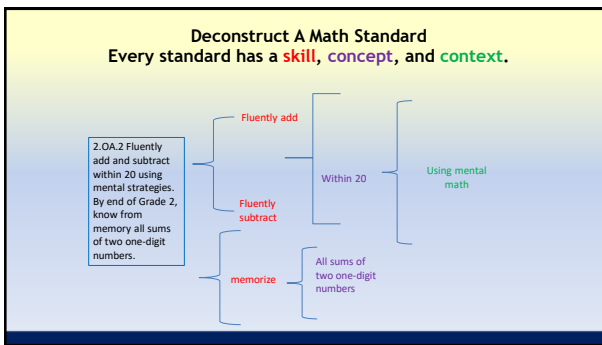 Deconstruct A Math Standard
Every standard has a skill, concept, and context.
2.OA.2 Fluently
add and subtract
within 20 using
mental strategies.
By end of Grade 2,
know from
memory all sums
of two one-digit
numbers.
Fluently add
Fluently
subtract
Within 20
Using mental
math
memorize
All sums of
two one-digit
numbers